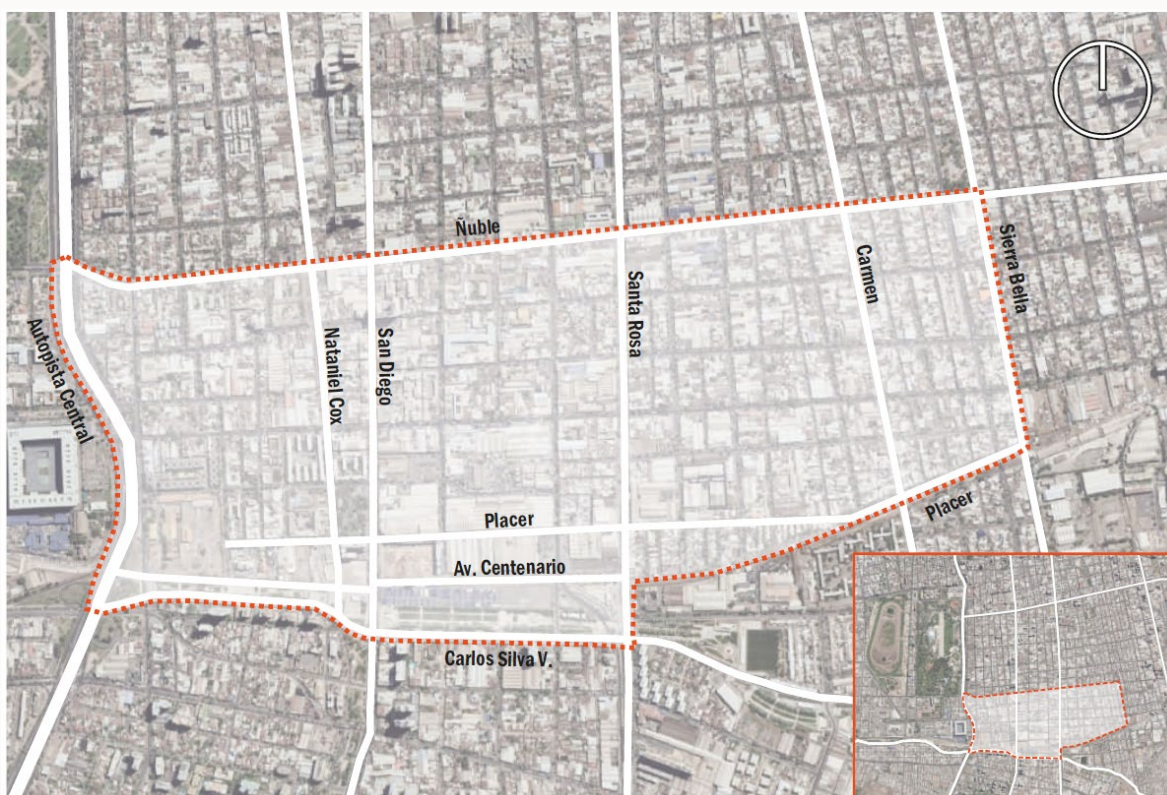 Ñuble
Sierra Bella
Carmen
Santa Rosa
Autopista Central
Nataniel Cox
San Diego
Placer
Placer
Av. Centenario
Carlos Silva V.